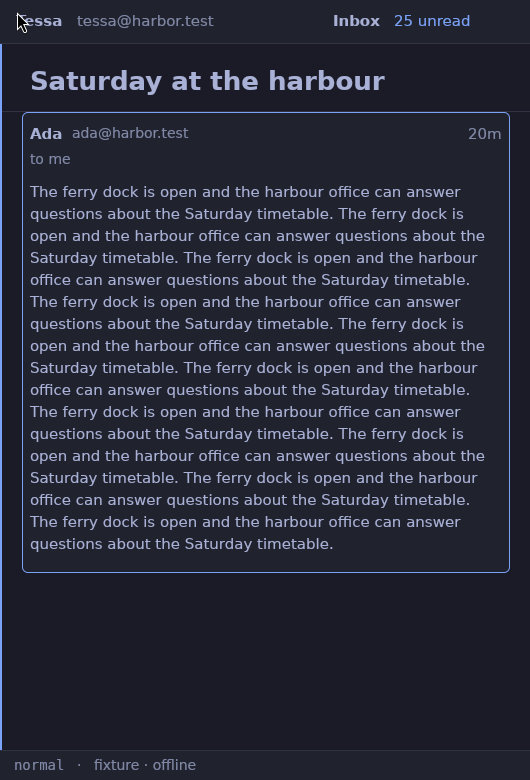 Tessa tessa@harbor.test Inbox 25 unread
Saturday at the harbour
Ada ada@harbor.test 20m
to me
The ferry dock is open and the harbour office can answer
questions about the Saturday timetable. The ferry dock is
open and the harbour office can answer questions about the
Saturday timetable. The ferry dock is open and the harbour
office can answer questions about the Saturday timetable.
The ferry dock is open and the harbour office can answer
questions about the Saturday timetable. The ferry dock is
open and the harbour office can answer questions about the
Saturday timetable. The ferry dock is open and the harbour
office can answer questions about the Saturday timetable.
The ferry dock is open and the harbour office can answer
questions about the Saturday timetable. The ferry dock is
open and the harbour office can answer questions about the
Saturday timetable. The ferry dock is open and the harbour
office can answer questions about the Saturday timetable.
The ferry dock is open and the harbour office can answer
questions about the Saturday timetable.
normal · fixture · offline